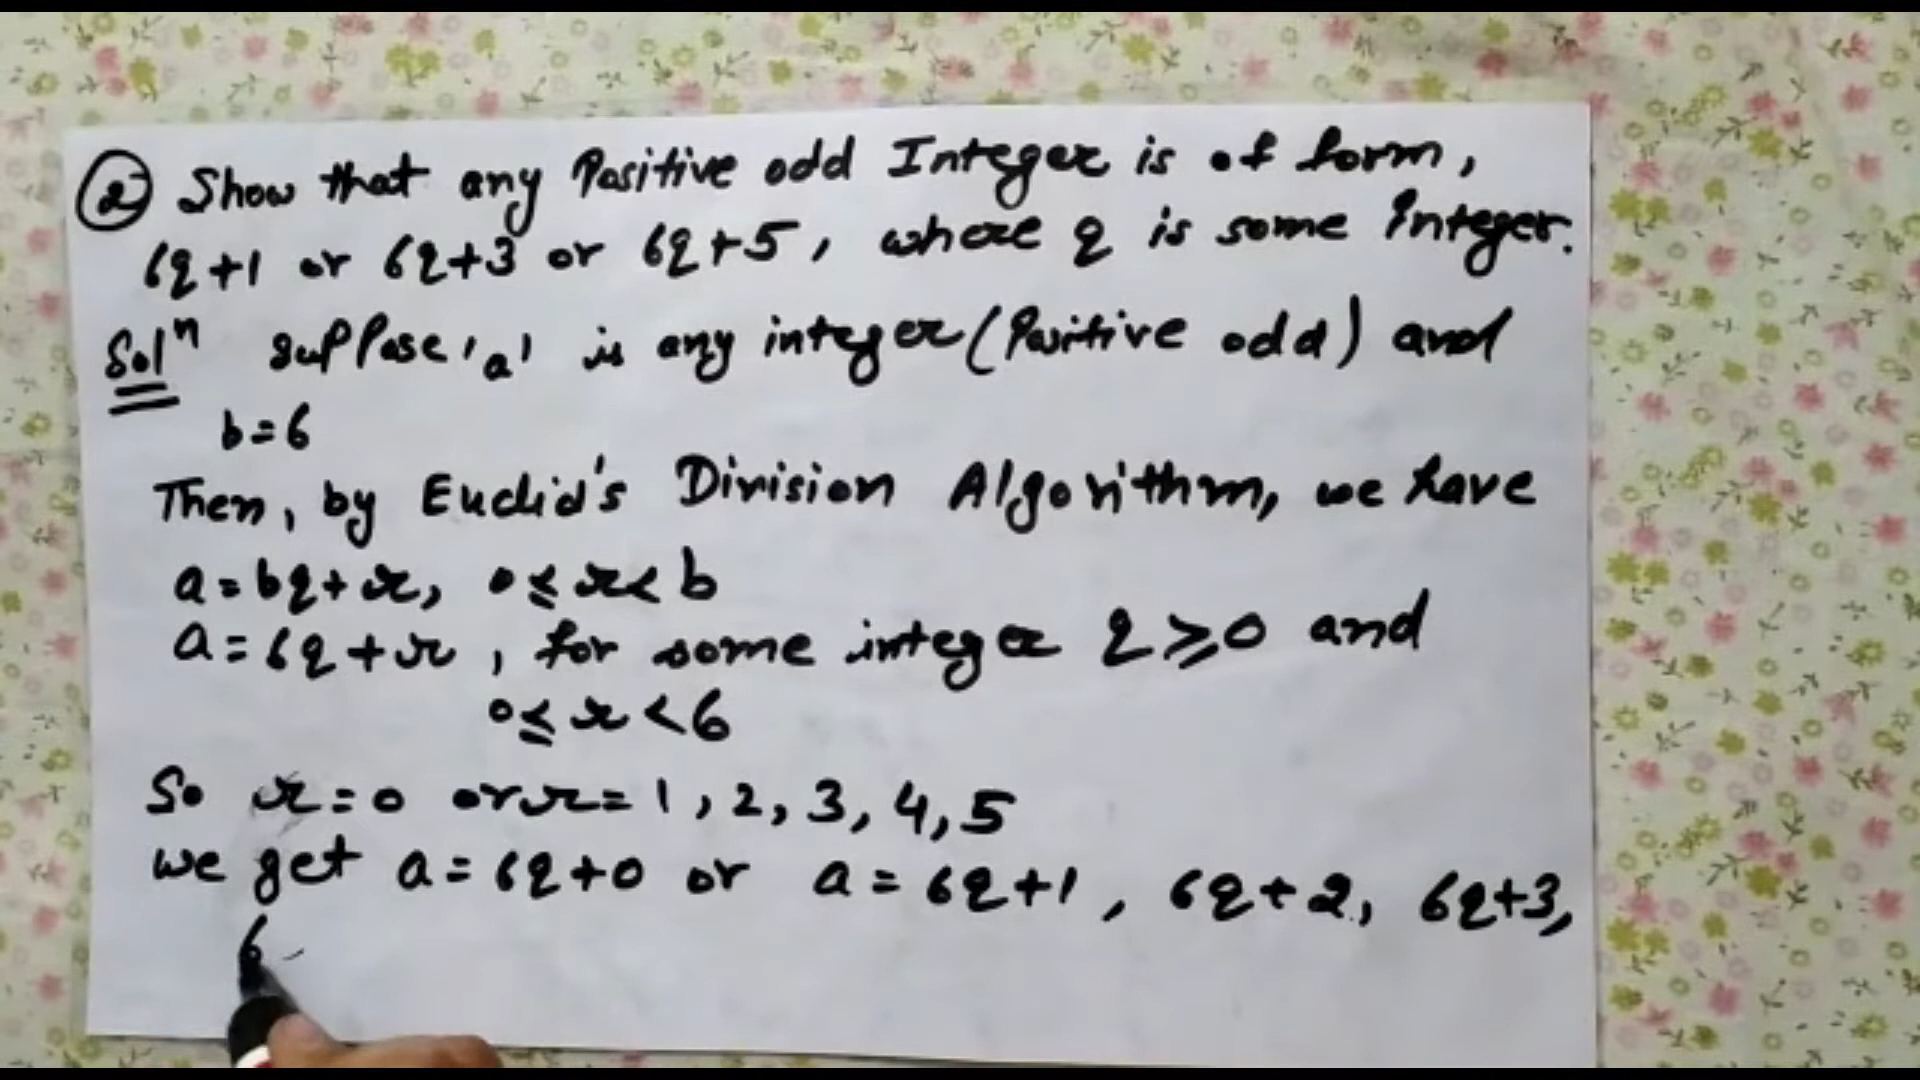 ② Show that any Positive odd Integer is of form,
6q+1 or 6q+3 or 6q+5, where q is some Integer.
Solⁿ suppose 'a' is any integer (Positive odd) and
b=6
Then, by Euclid's Division Algorithm, we have
a=bq+r, 0≤r<b
a=6q+r, for some integer q≥0 and
0≤r<6
So r=0 or r=1, 2, 3, 4, 5
we get a=6q+0 or a=6q+1, 6q+2, 6q+3,
6